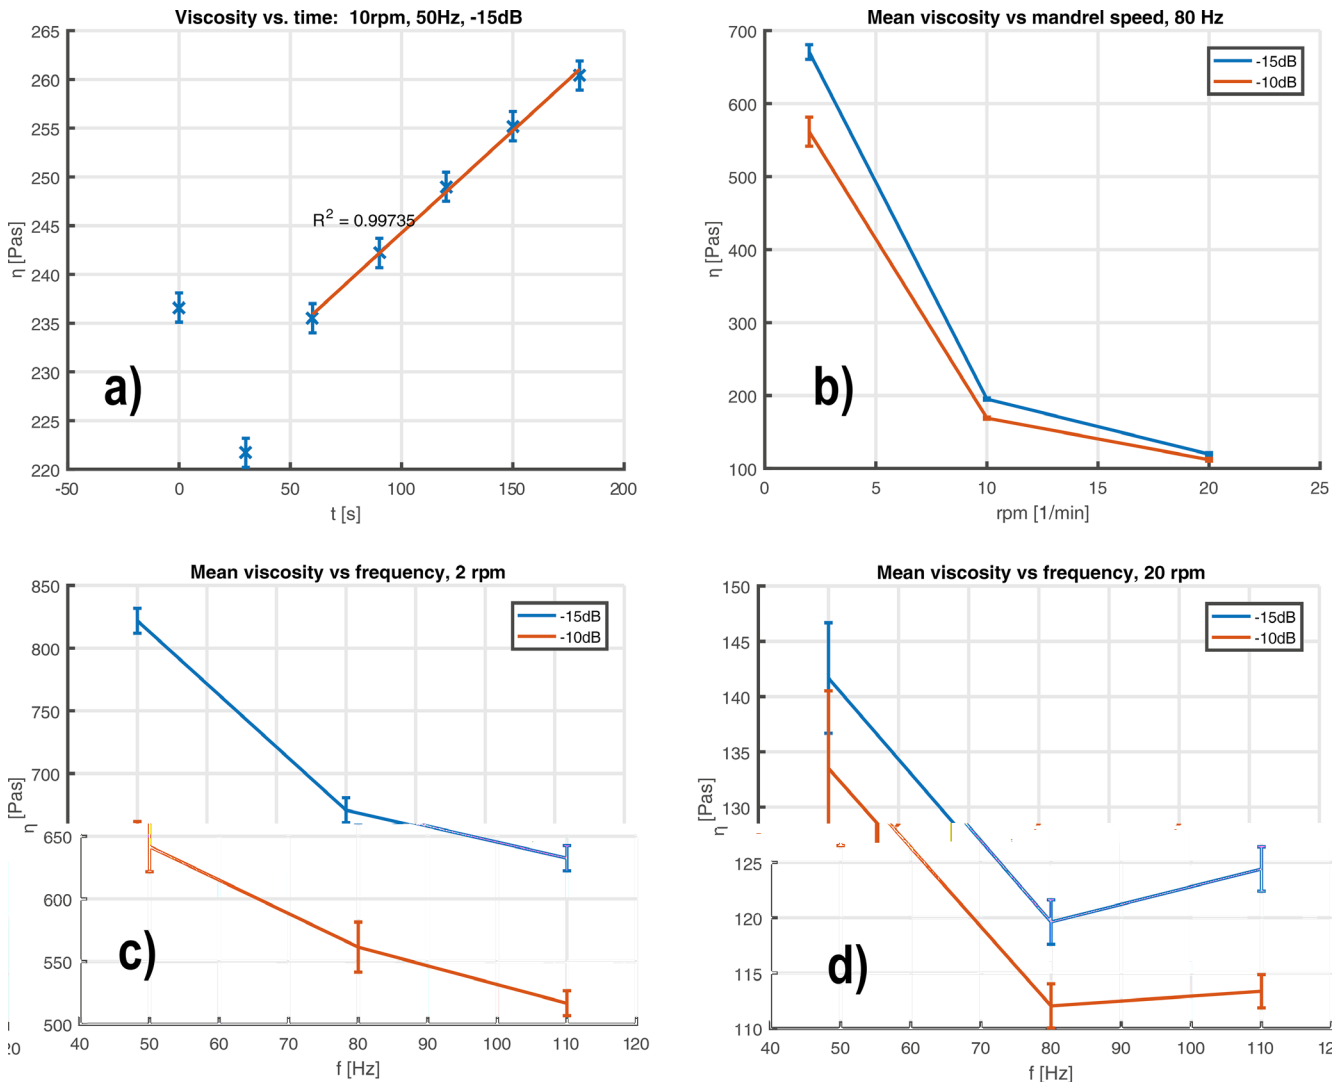 Viscosity vs. time: 10rpm, 50Hz, -15dB
265
260
255
250
245
240
235
230
225
220
η [Pas]
R² = 0.99735
a)
-50 0 50 100 150 200
t [s]
Mean viscosity vs mandrel speed, 80 Hz
700
600
500
400
300
200
100
η [Pas]
-15dB
-10dB
b)
0 5 10 15 20 25
rpm [1/min]
Mean viscosity vs frequency, 2 rpm
850
800
750
700
650
600
550
500
η [Pas]
-15dB
-10dB
c)
40 50 60 70 80 90 100 110 120
f [Hz]
Mean viscosity vs frequency, 20 rpm
150
145
140
135
130
125
120
115
110
η [Pas]
-15dB
-10dB
d)
40 50 60 70 80 90 100 110
f [Hz]